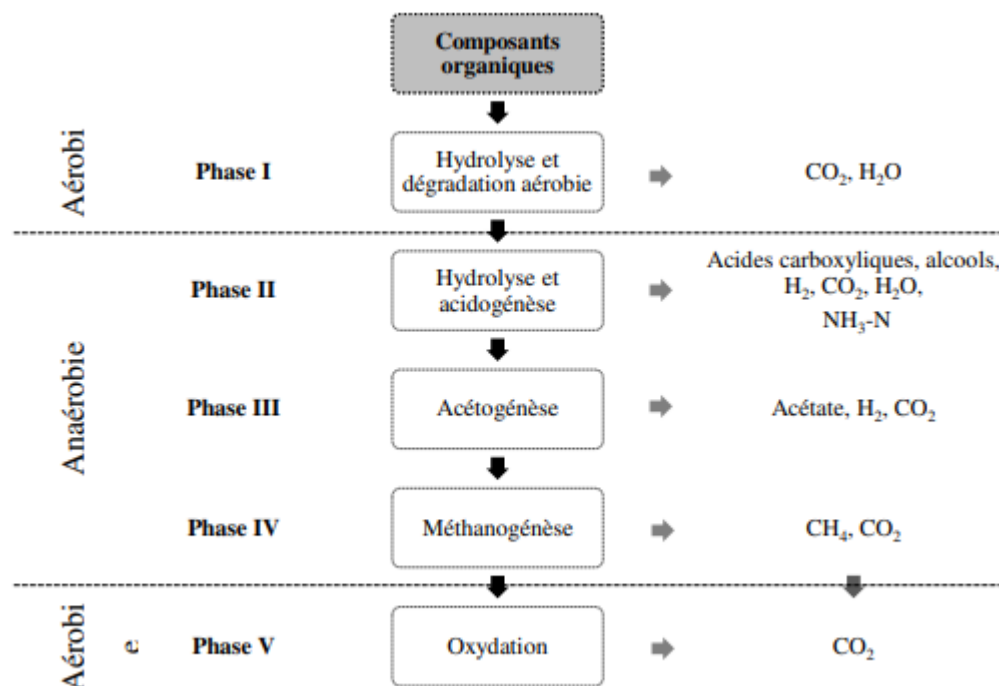 Composants
organiques
Aérobi
Phase I
Hydrolyse et
dégradation aérobie
CO₂, H₂O
Anaérobie
Phase II
Hydrolyse et
acidogénèse
Acides carboxyliques, alcools,
H₂, CO₂, H₂O,
NH₃-N
Phase III
Acétogénèse
Acétate, H₂, CO₂
Phase IV
Méthanogénèse
CH₄, CO₂
Aérobi
e
Phase V
Oxydation
CO₂